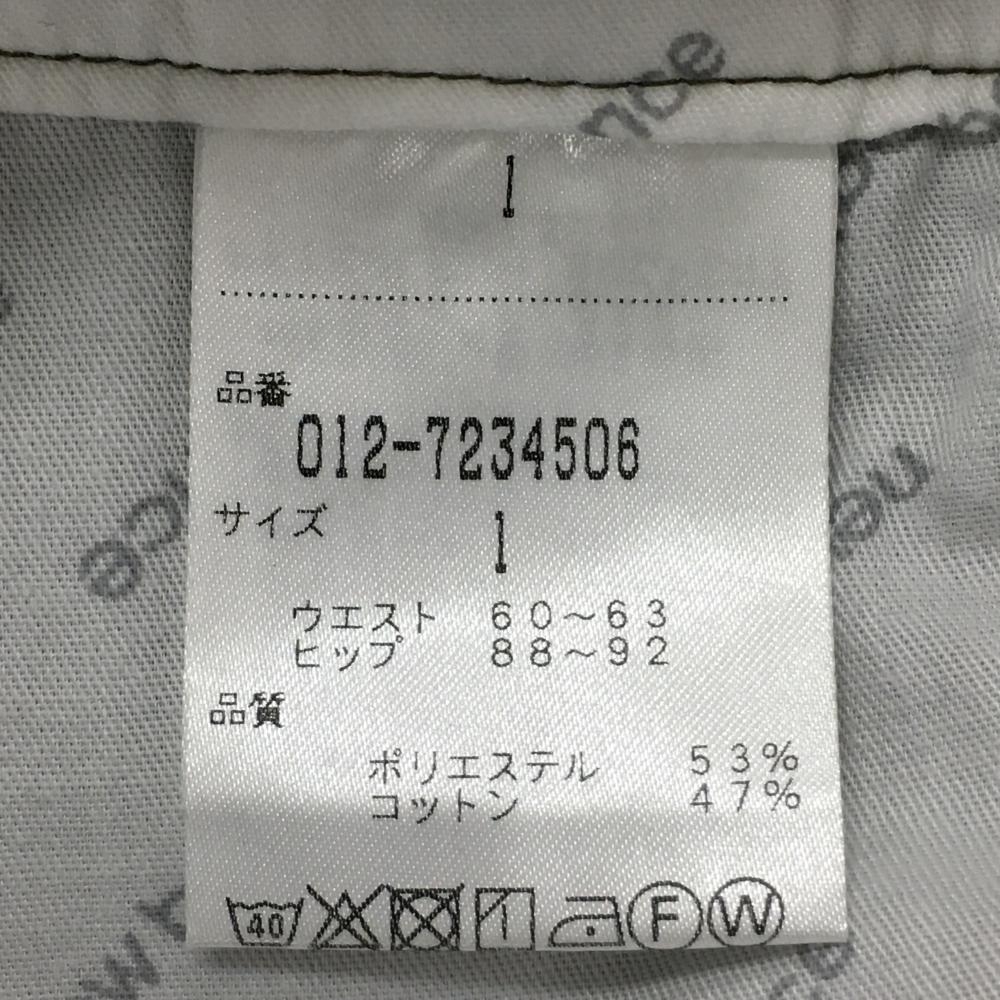 nce
1
品番
012-7234506
サイズ
1
ウエスト 60～63
ヒップ 88～92
品質
ポリエステル 53%
コットン 47%
40
F
W